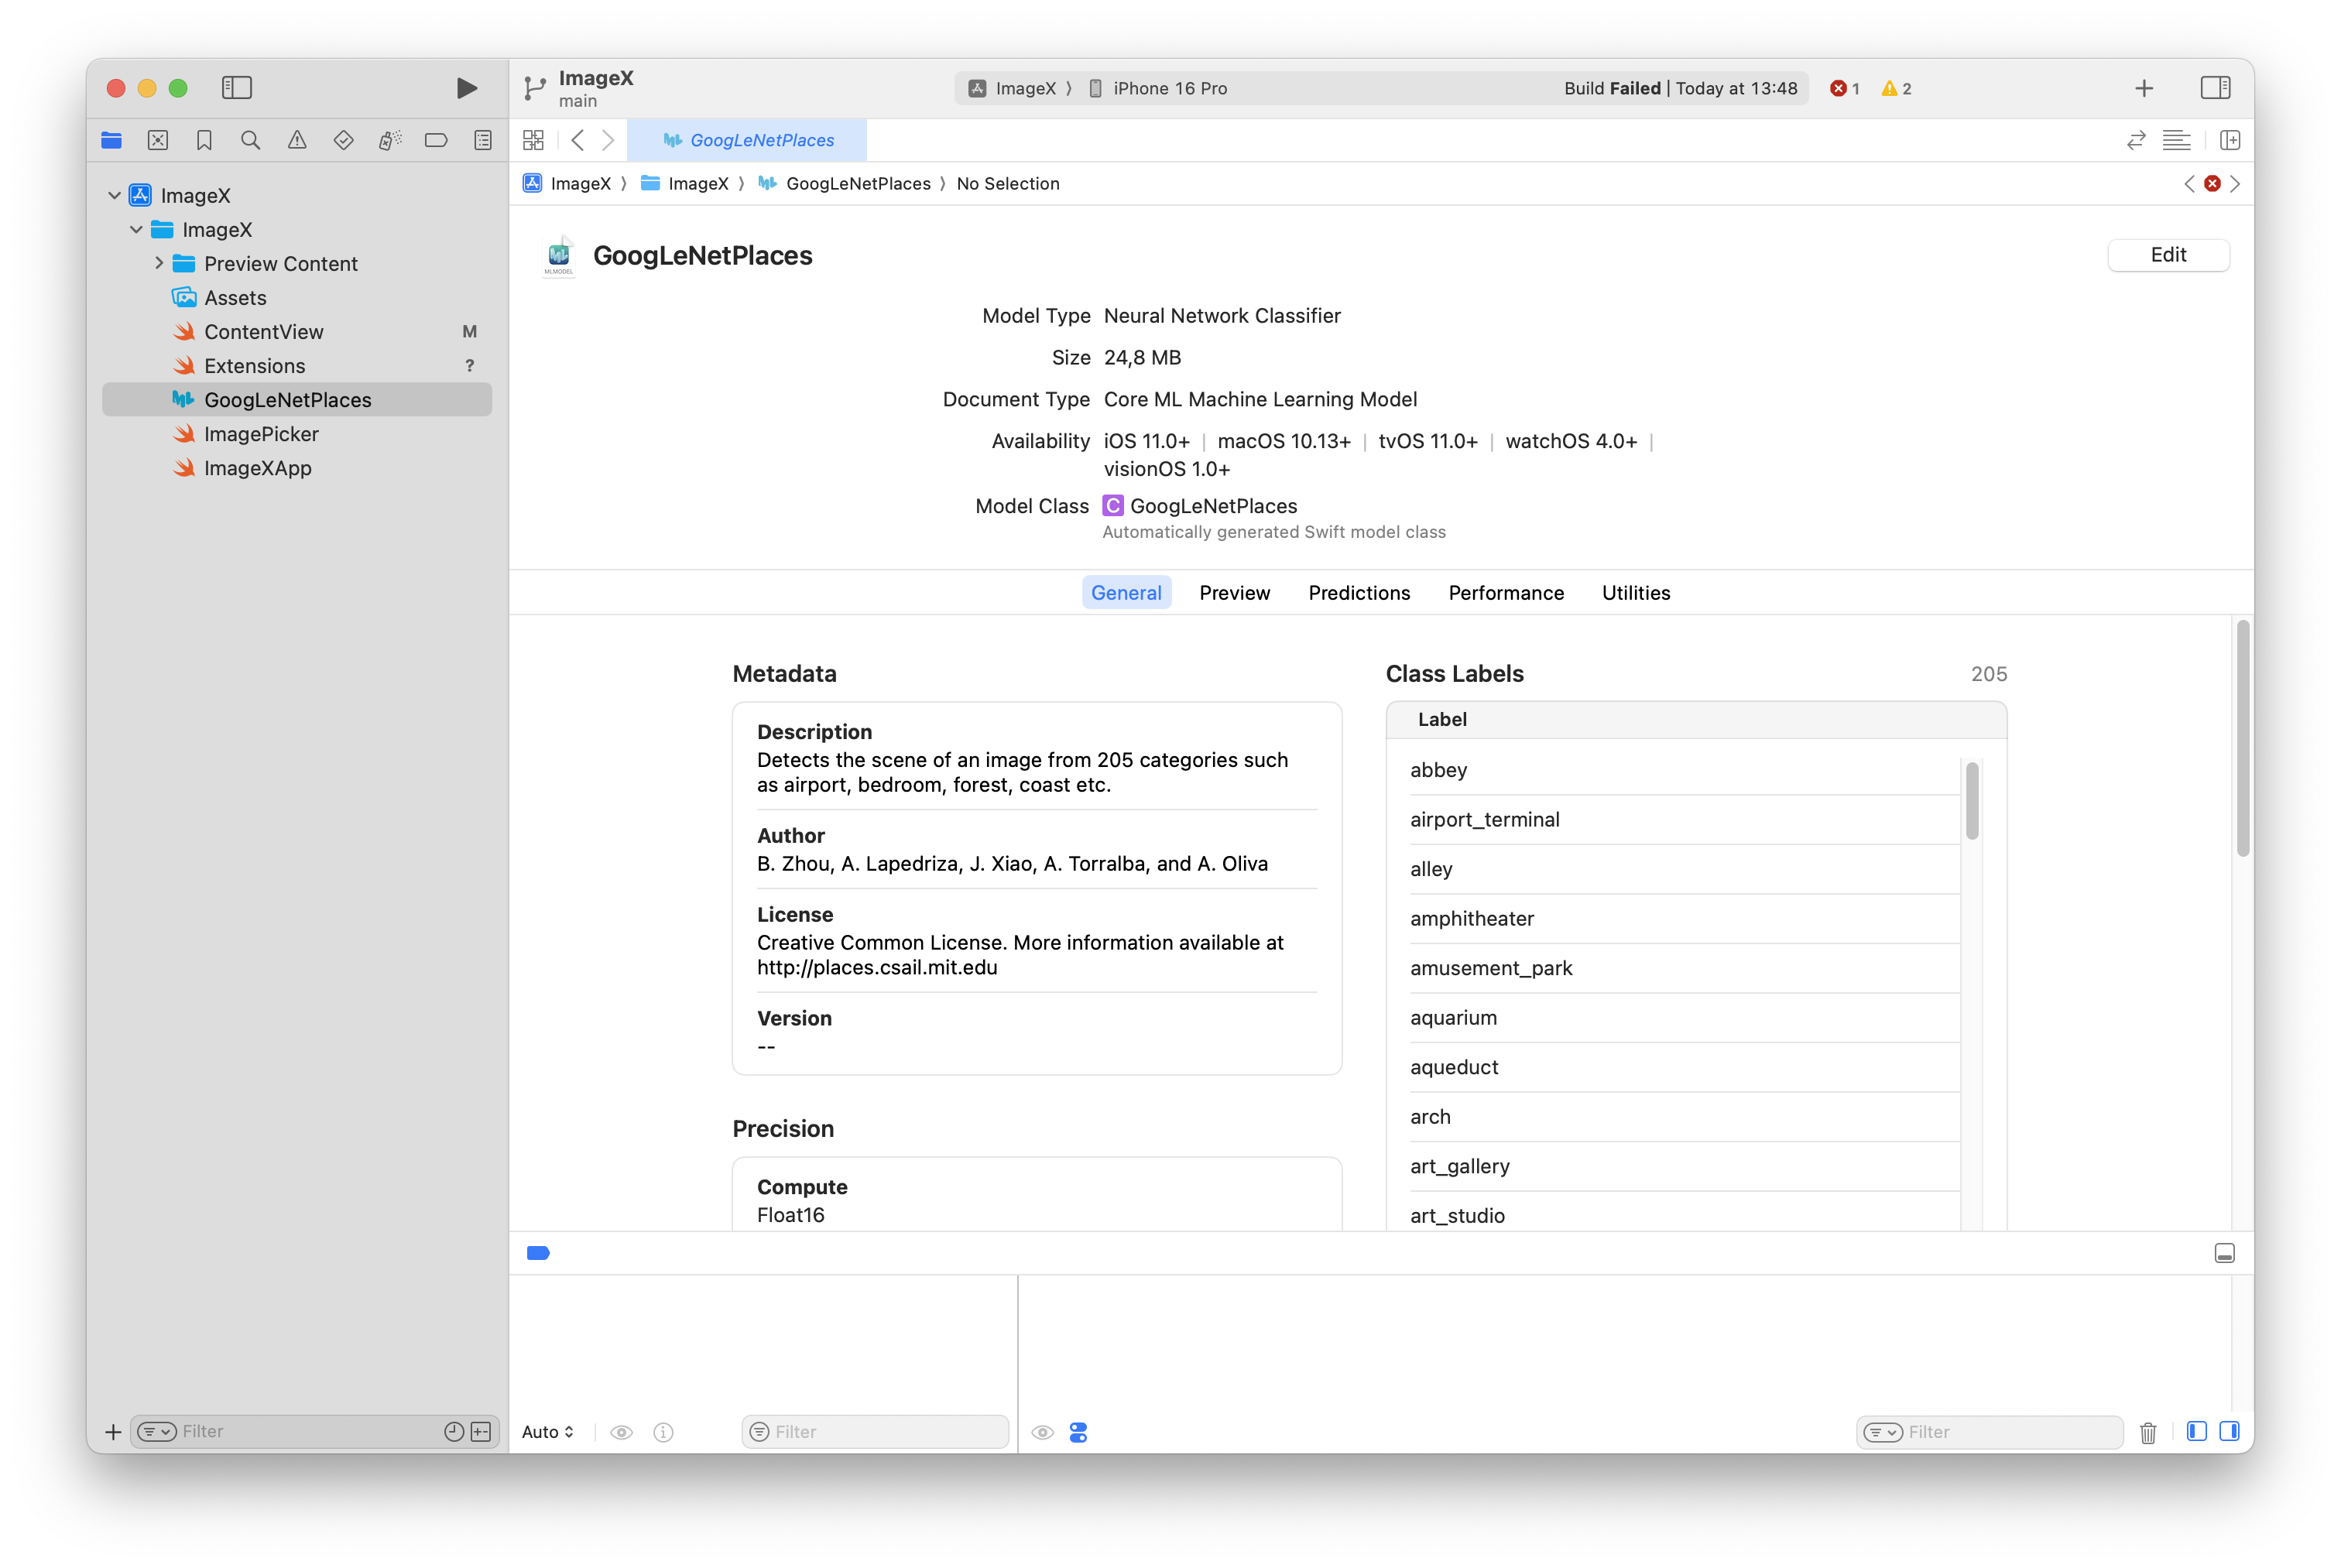 ImageX
main
ImageX
iPhone 16 Pro
Build Failed | Today at 13:48
1
2
GoogLeNetPlaces
ImageX
ImageX
GoogLeNetPlaces
No Selection
ImageX
ImageX
Preview Content
Assets
ContentView M
Extensions ?
GoogLeNetPlaces
ImagePicker
ImageXApp
Filter
MLMODEL
GoogLeNetPlaces
Edit
Model Type Neural Network Classifier
Size 24,8 MB
Document Type Core ML Machine Learning Model
Availability iOS 11.0+ | macOS 10.13+ | tvOS 11.0+ | watchOS 4.0+ |
visionOS 1.0+
Model Class C GoogLeNetPlaces
Automatically generated Swift model class
General Preview Predictions Performance Utilities
Metadata
Description
Detects the scene of an image from 205 categories such
as airport, bedroom, forest, coast etc.
Author
B. Zhou, A. Lapedriza, J. Xiao, A. Torralba, and A. Oliva
License
Creative Common License. More information available at
http://places.csail.mit.edu
Version
--
Precision
Compute
Float16
Class Labels 205
Label
abbey
airport_terminal
alley
amphitheater
amusement_park
aquarium
aqueduct
arch
art_gallery
art_studio
Auto
Filter
Filter